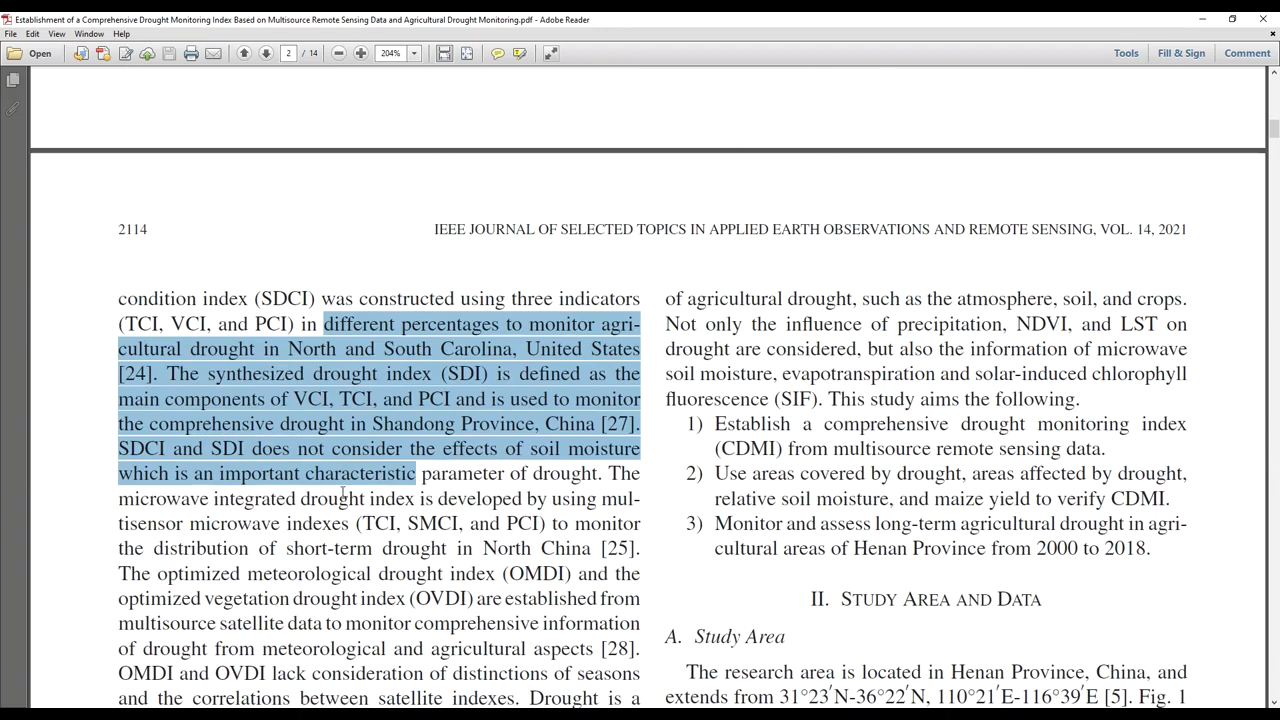 Establishment of a Comprehensive Drought Monitoring Index Based on Multisource Remote Sensing Data and Agricultural Drought Monitoring.pdf - Adobe Reader
File Edit View Window Help
Open 2 / 14 204% Tools Fill & Sign Comment
2114 IEEE JOURNAL OF SELECTED TOPICS IN APPLIED EARTH OBSERVATIONS AND REMOTE SENSING, VOL. 14, 2021
condition index (SDCI) was constructed using three indicators
(TCI, VCI, and PCI) in different percentages to monitor agri-
cultural drought in North and South Carolina, United States
[24]. The synthesized drought index (SDI) is defined as the
main components of VCI, TCI, and PCI and is used to monitor
the comprehensive drought in Shandong Province, China [27].
SDCI and SDI does not consider the effects of soil moisture
which is an important characteristic parameter of drought. The
microwave integrated drought index is developed by using mul-
tisensor microwave indexes (TCI, SMCI, and PCI) to monitor
the distribution of short-term drought in North China [25].
The optimized meteorological drought index (OMDI) and the
optimized vegetation drought index (OVDI) are established from
multisource satellite data to monitor comprehensive information
of drought from meteorological and agricultural aspects [28].
OMDI and OVDI lack consideration of distinctions of seasons
and the correlations between satellite indexes. Drought is a
of agricultural drought, such as the atmosphere, soil, and crops.
Not only the influence of precipitation, NDVI, and LST on
drought are considered, but also the information of microwave
soil moisture, evapotranspiration and solar-induced chlorophyll
fluorescence (SIF). This study aims the following.
1) Establish a comprehensive drought monitoring index
(CDMI) from multisource remote sensing data.
2) Use areas covered by drought, areas affected by drought,
relative soil moisture, and maize yield to verify CDMI.
3) Monitor and assess long-term agricultural drought in agri-
cultural areas of Henan Province from 2000 to 2018.
II. STUDY AREA AND DATA
A. Study Area
The research area is located in Henan Province, China, and
extends from 31°23′N-36°22′N, 110°21′E-116°39′E [5]. Fig. 1